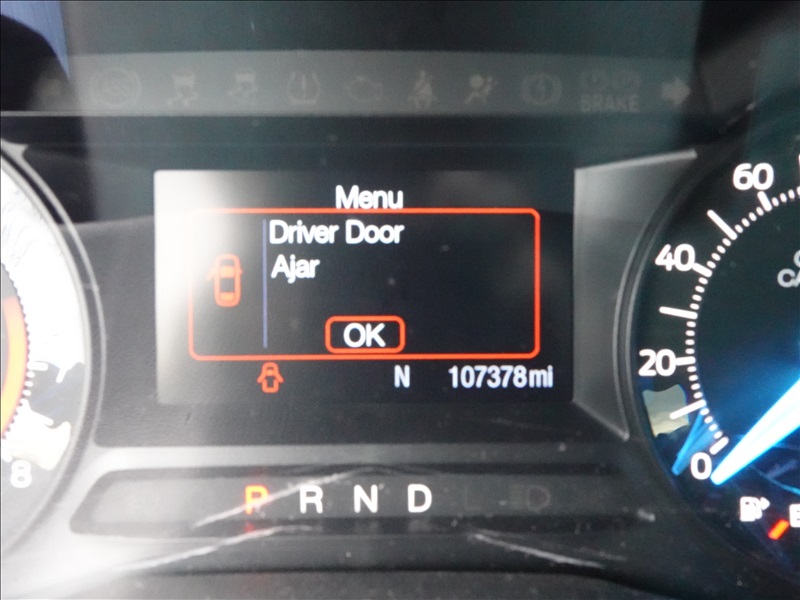 BRAKE
Menu
Driver Door
Ajar
OK
N 107378mi
P R N D L
60
40
20
0
8
E